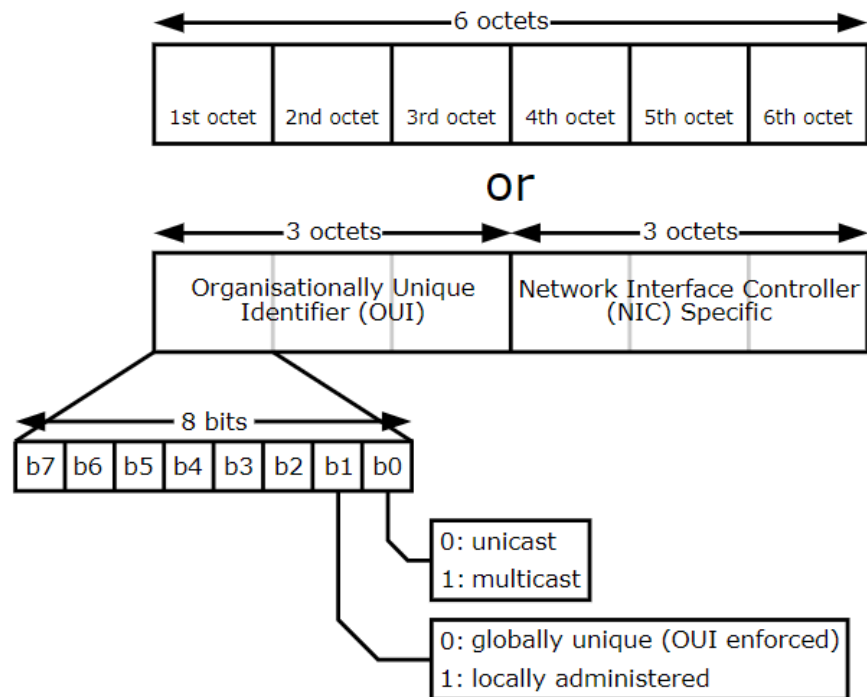 6 octets
1st octet 2nd octet 3rd octet 4th octet 5th octet 6th octet
or
3 octets 3 octets
Organisationally Unique
Identifier (OUI)
Network Interface Controller
(NIC) Specific
8 bits
b7 b6 b5 b4 b3 b2 b1 b0
0: unicast
1: multicast
0: globally unique (OUI enforced)
1: locally administered